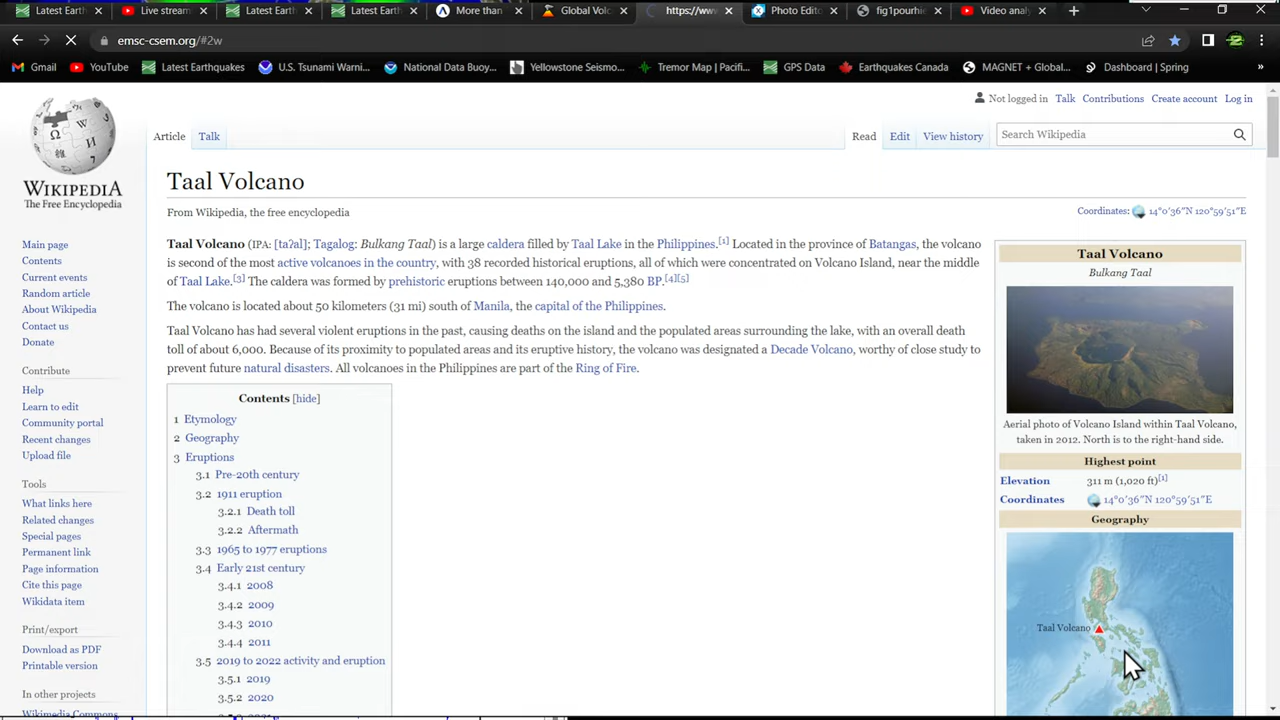 Latest Earth
Live stream
Latest Earth
Latest Earth
More than
Global Volc
https://www
Photo Edito
fig1pourhie
Video analy
emsc-csem.org/#2w
Gmail
YouTube
Latest Earthquakes
U.S. Tsunami Warni...
National Data Buoy...
Yellowstone Seismo...
Tremor Map | Pacifi...
GPS Data
Earthquakes Canada
MAGNET + Global...
Dashboard | Spring
»
Not logged in Talk Contributions Create account Log in
Article Talk
Read Edit View history
Search Wikipedia
WIKIPEDIA
The Free Encyclopedia
Main page
Contents
Current events
Random article
About Wikipedia
Contact us
Donate
Contribute
Help
Learn to edit
Community portal
Recent changes
Upload file
Tools
What links here
Related changes
Special pages
Permanent link
Page information
Cite this page
Wikidata item
Print/export
Download as PDF
Printable version
In other projects
Wikimedia Commons
Taal Volcano
From Wikipedia, the free encyclopedia
Coordinates: 14°0′36″N 120°59′51″E
Taal Volcano (IPA: [taʔal]; Tagalog: Bulkang Taal) is a large caldera filled by Taal Lake in the Philippines.[1] Located in the province of Batangas, the volcano
is second of the most active volcanoes in the country, with 38 recorded historical eruptions, all of which were concentrated on Volcano Island, near the middle
of Taal Lake.[3] The caldera was formed by prehistoric eruptions between 140,000 and 5,380 BP.[4][5]
The volcano is located about 50 kilometers (31 mi) south of Manila, the capital of the Philippines.
Taal Volcano has had several violent eruptions in the past, causing deaths on the island and the populated areas surrounding the lake, with an overall death
toll of about 6,000. Because of its proximity to populated areas and its eruptive history, the volcano was designated a Decade Volcano, worthy of close study to
prevent future natural disasters. All volcanoes in the Philippines are part of the Ring of Fire.
Contents [hide]
1 Etymology
2 Geography
3 Eruptions
3.1 Pre-20th century
3.2 1911 eruption
3.2.1 Death toll
3.2.2 Aftermath
3.3 1965 to 1977 eruptions
3.4 Early 21st century
3.4.1 2008
3.4.2 2009
3.4.3 2010
3.4.4 2011
3.5 2019 to 2022 activity and eruption
3.5.1 2019
3.5.2 2020
Taal Volcano
Bulkang Taal
Aerial photo of Volcano Island within Taal Volcano,
taken in 2012. North is to the right-hand side.
Highest point
Elevation 311 m (1,020 ft)[1]
Coordinates 14°0′36″N 120°59′51″E
Geography
Taal Volcano